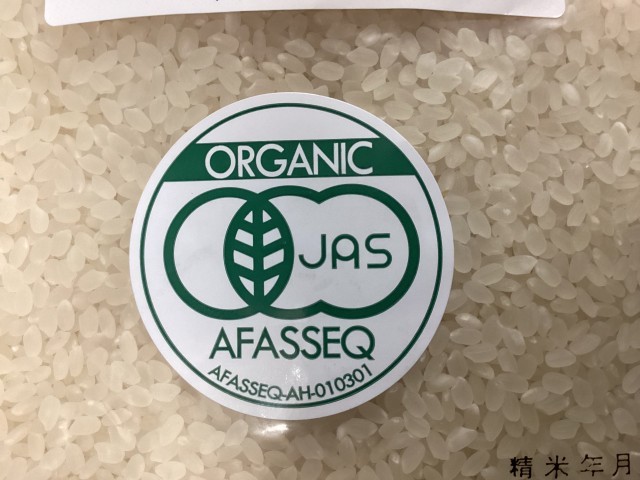 ORGANIC
JAS
AFASSEQ
AFASSEQ-AH-010301
精米年月